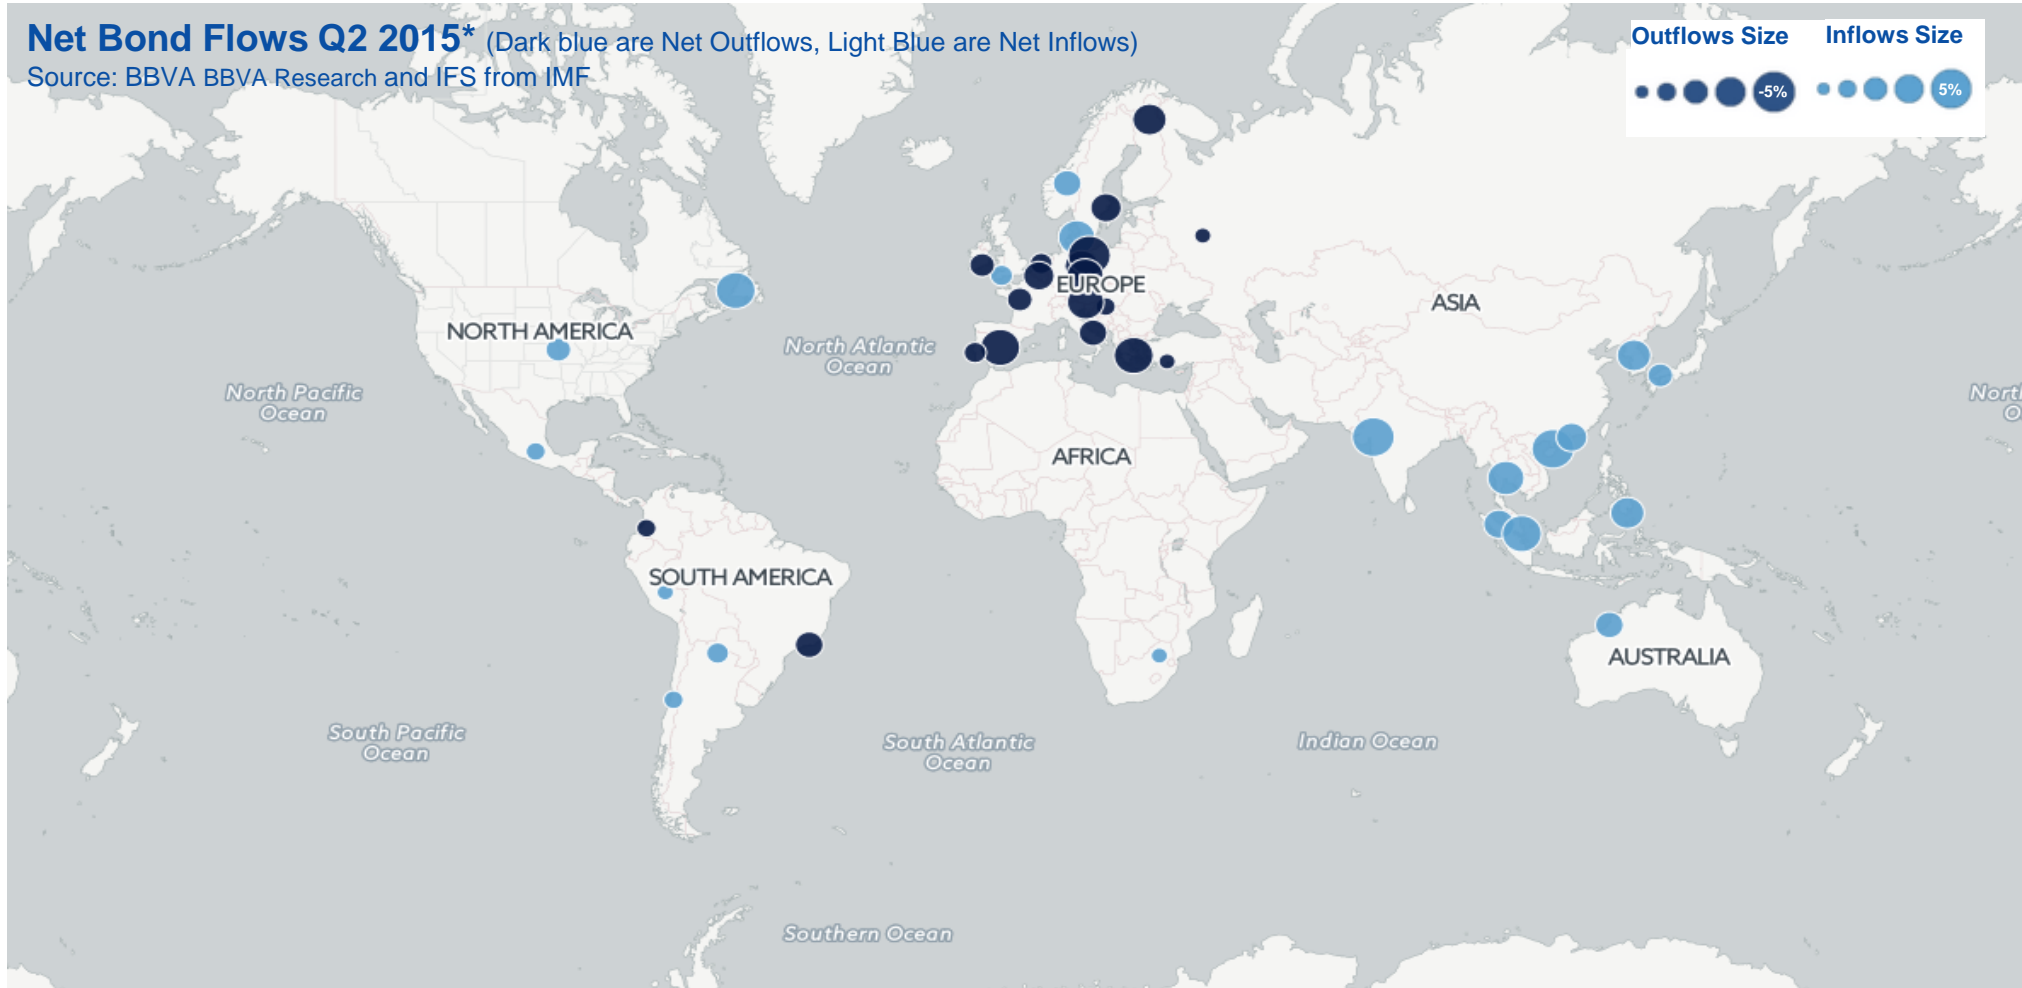 Net Bond Flows Q2 2015* (Dark blue are Net Outflows, Light Blue are Net Inflows)
Source: BBVA BBVA Research and IFS from IMF
Outflows Size
Inflows Size
-5%
5%
EUROPE
ASIA
NORTH AMERICA
North Atlantic
Ocean
North Pacific
Ocean
North
O
AFRICA
SOUTH AMERICA
AUSTRALIA
South Pacific
Ocean
South Atlantic
Ocean
Indian Ocean
Southern Ocean